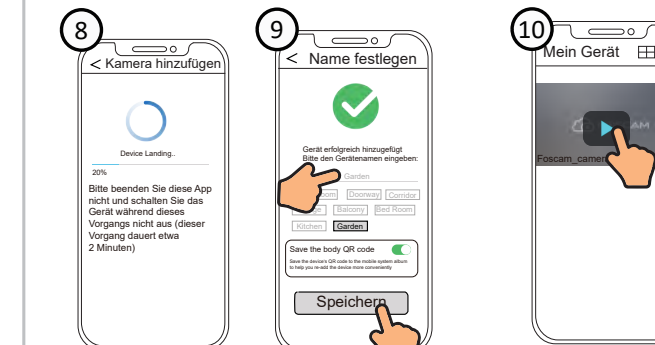 8
< Kamera hinzufügen
Device Landing..
20%
Bitte beenden Sie diese App
nicht und schalten Sie das
Gerät während dieses
Vorgangs nicht aus (dieser
Vorgang dauert etwa
2 Minuten)
9
< Name festlegen
Gerät erfolgreich hinzugefügt
Bitte den Gerätenamen eingeben:
Garden
Doorway Corridor
Balcony Bed Room
Kitchen Garden
Save the body QR code
Save the device's QR code to the mobile system album
to help you re-add the device more conveniently
Speichern
10
Mein Gerät